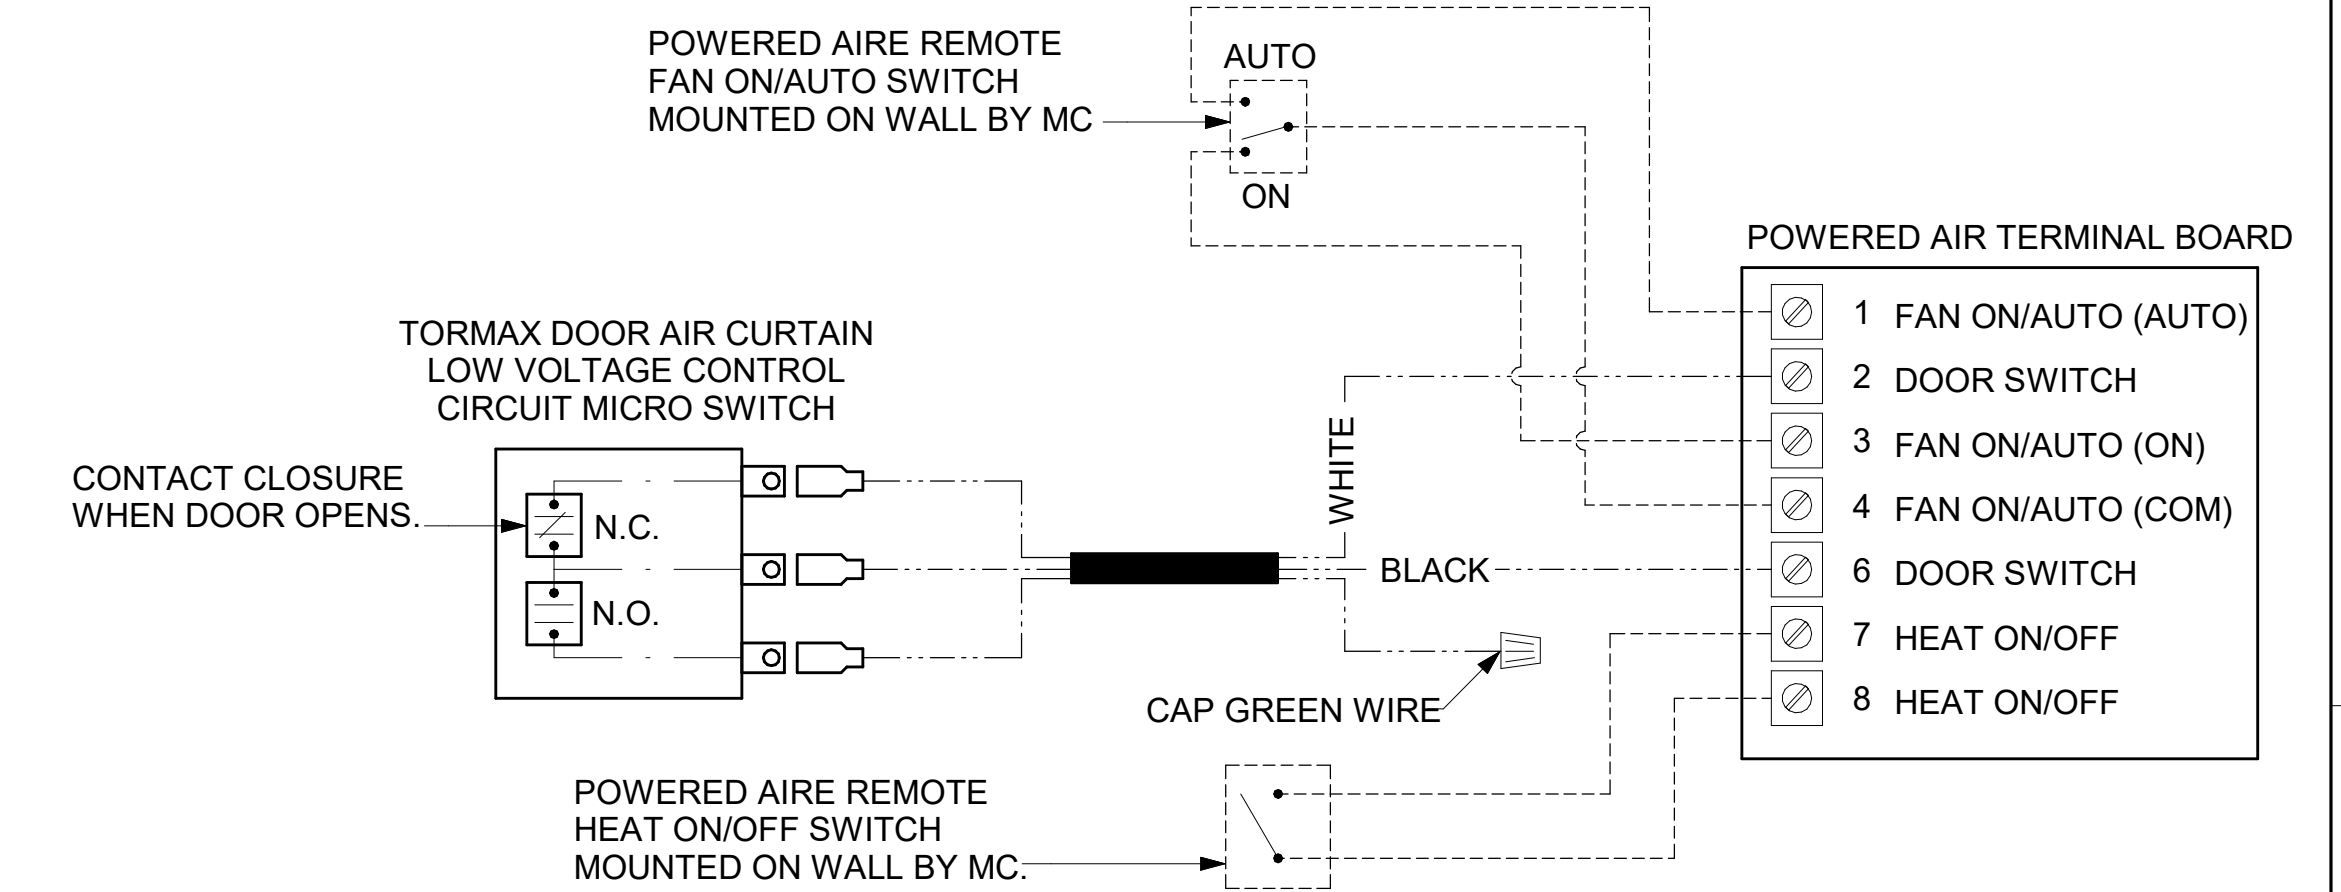 POWERED AIRE REMOTE
FAN ON/AUTO SWITCH
MOUNTED ON WALL BY MC
AUTO
ON
POWERED AIR TERMINAL BOARD
1 FAN ON/AUTO (AUTO)
2 DOOR SWITCH
3 FAN ON/AUTO (ON)
4 FAN ON/AUTO (COM)
6 DOOR SWITCH
7 HEAT ON/OFF
8 HEAT ON/OFF
TORMAX DOOR AIR CURTAIN
LOW VOLTAGE CONTROL
CIRCUIT MICRO SWITCH
CONTACT CLOSURE
WHEN DOOR OPENS.
N.C.
N.O.
WHITE
BLACK
CAP GREEN WIRE
POWERED AIRE REMOTE
HEAT ON/OFF SWITCH
MOUNTED ON WALL BY MC.